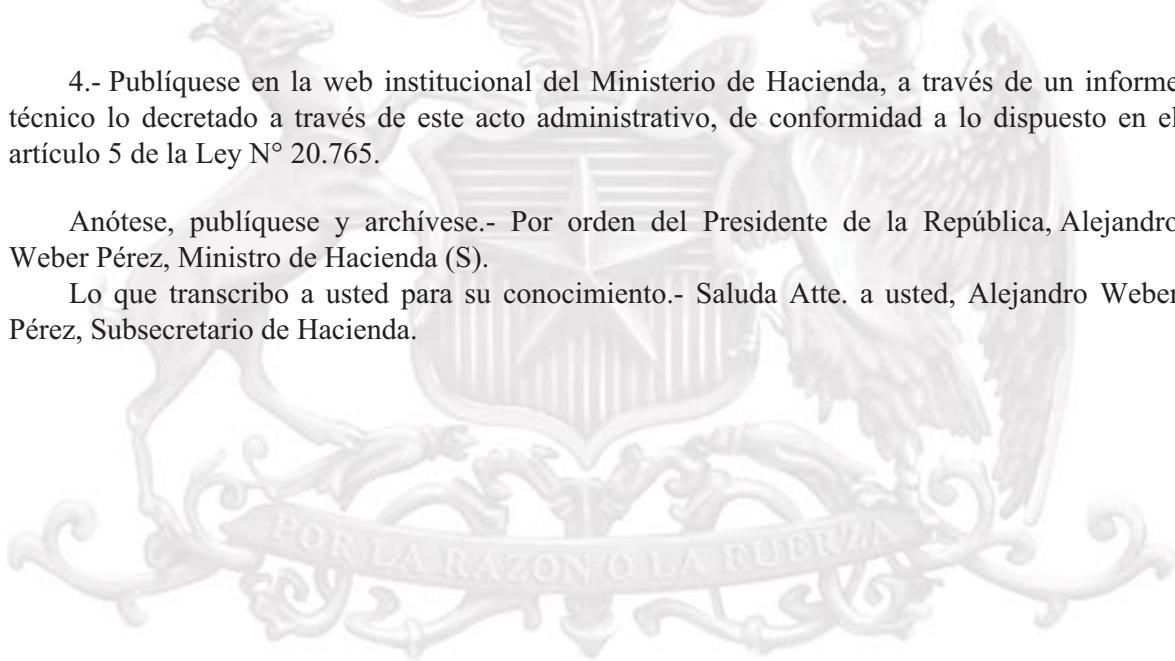 4.- Publíquese en la web institucional del Ministerio de Hacienda, a través de un informe
técnico lo decretado a través de este acto administrativo, de conformidad a lo dispuesto en el
artículo 5 de la Ley N° 20.765.
Anótese, publíquese y archívese.- Por orden del Presidente de la República, Alejandro
Weber Pérez, Ministro de Hacienda (S).
Lo que transcribo a usted para su conocimiento.- Saluda Atte. a usted, Alejandro Weber
Pérez, Subsecretario de Hacienda.
POR LA RAZON O LA FUERZA